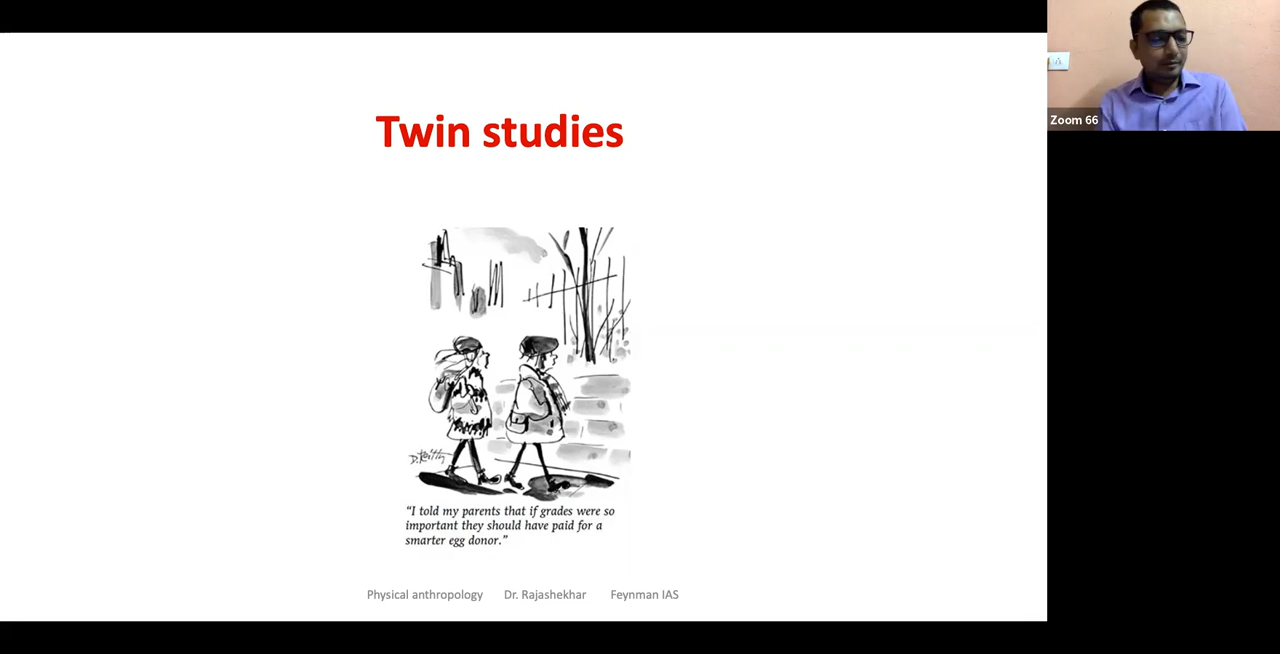 Twin studies
"I told my parents that if grades were so
important they should have paid for a
smarter egg donor."
Physical anthropology Dr. Rajashekhar Feynman IAS
Zoom 66